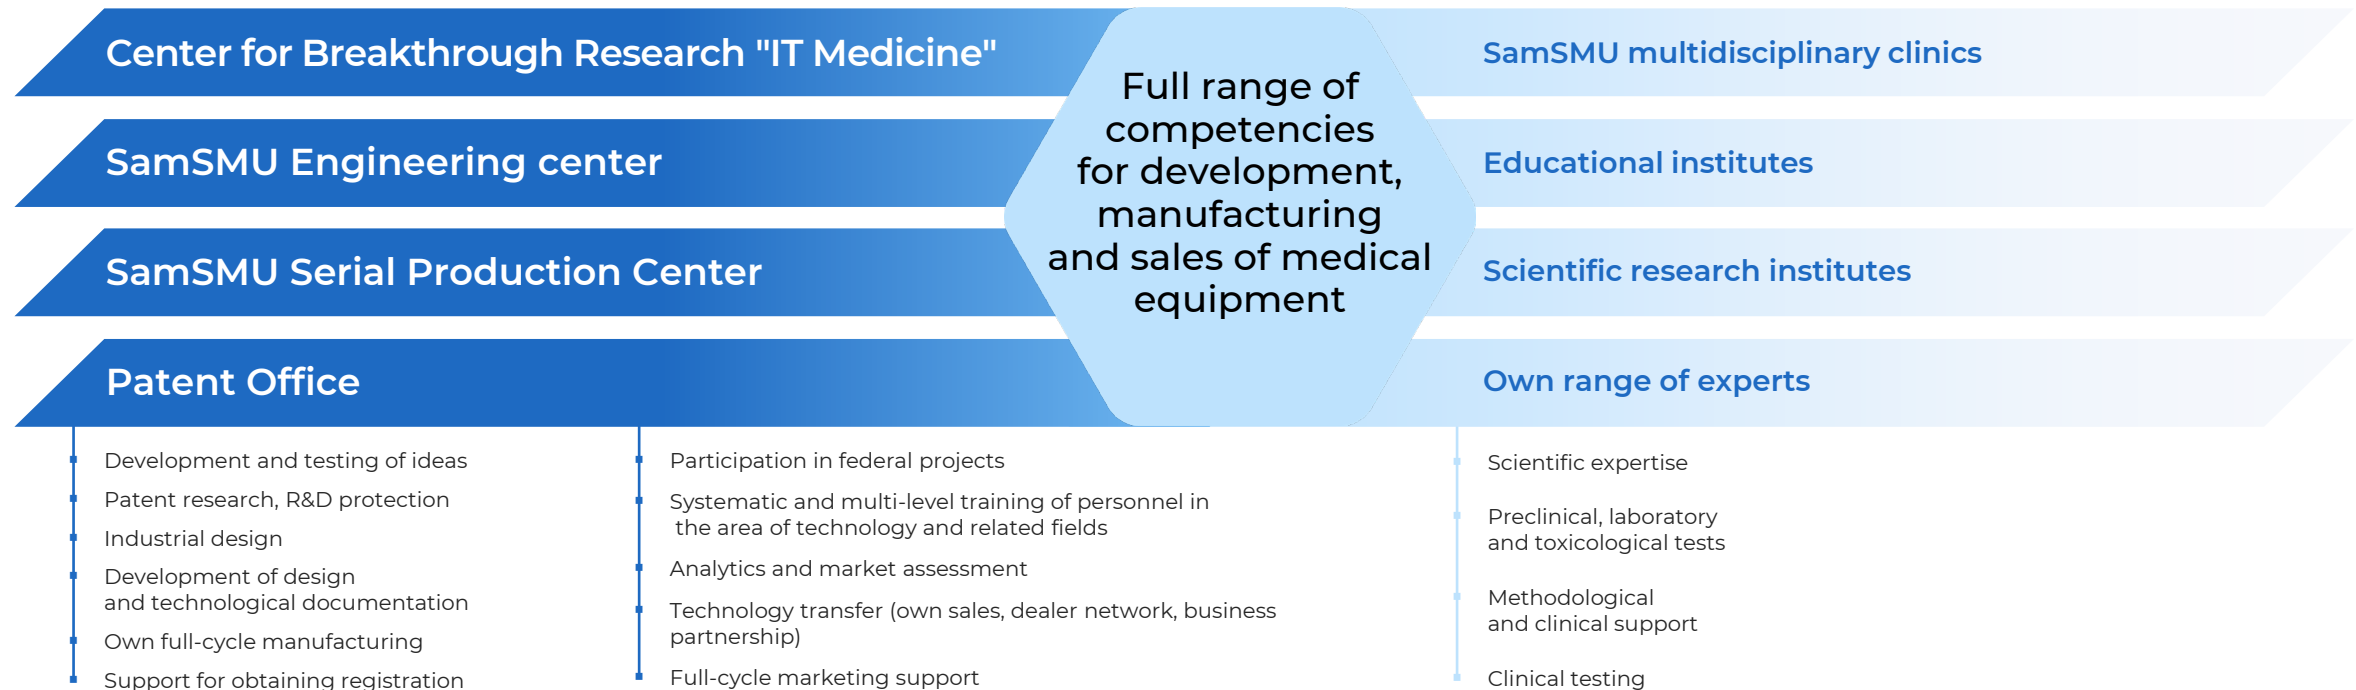 Center for Breakthrough Research "IT Medicine"
SamSMU Engineering center
SamSMU Serial Production Center
Patent Office
Full range of
competencies
for development,
manufacturing
and sales of medical
equipment
SamSMU multidisciplinary clinics
Educational institutes
Scientific research institutes
Own range of experts
Development and testing of ideas
Patent research, R&D protection
Industrial design
Development of design
and technological documentation
Own full-cycle manufacturing
Support for obtaining registration
Participation in federal projects
Systematic and multi-level training of personnel in
the area of technology and related fields
Analytics and market assessment
Technology transfer (own sales, dealer network, business
partnership)
Full-cycle marketing support
Scientific expertise
Preclinical, laboratory
and toxicological tests
Methodological
and clinical support
Clinical testing